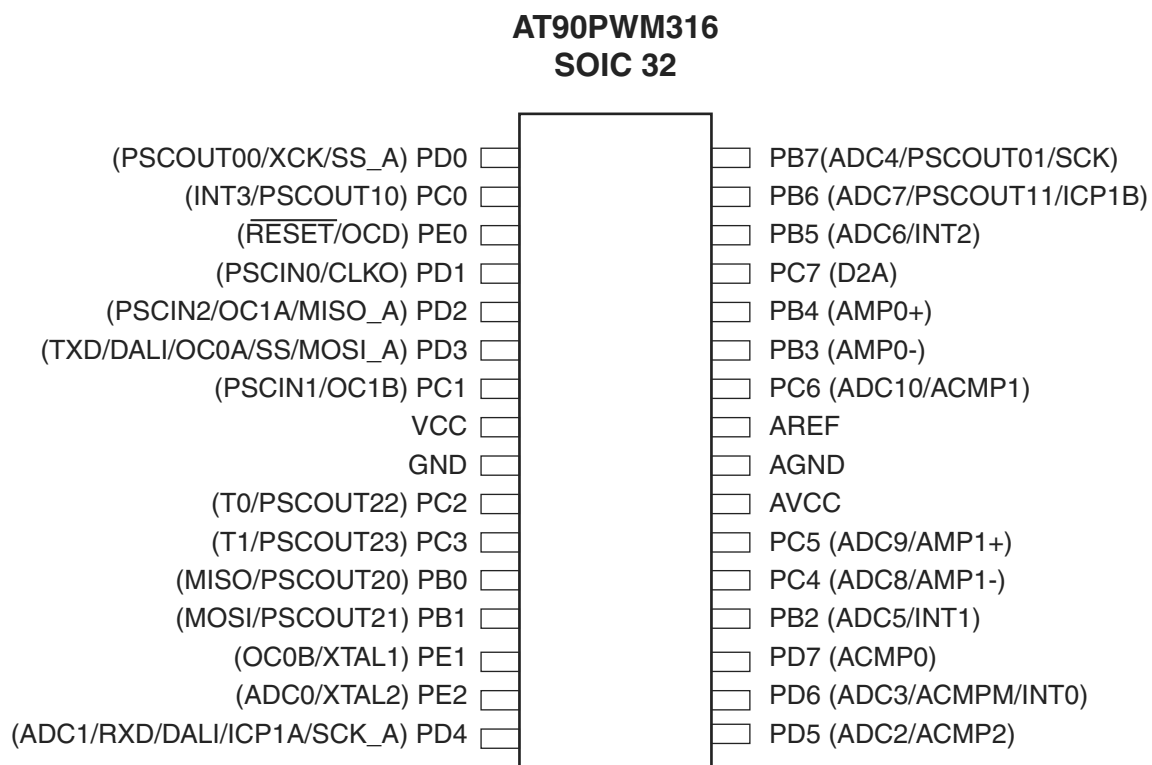 AT90PWM316
SOIC 32
(PSCOUT00/XCK/SS_A) PD0
(INT3/PSCOUT10) PC0
(RESET/OCD) PE0
(PSCIN0/CLKO) PD1
(PSCIN2/OC1A/MISO_A) PD2
(TXD/DALI/OC0A/SS/MOSI_A) PD3
(PSCIN1/OC1B) PC1
VCC
GND
(T0/PSCOUT22) PC2
(T1/PSCOUT23) PC3
(MISO/PSCOUT20) PB0
(MOSI/PSCOUT21) PB1
(OC0B/XTAL1) PE1
(ADC0/XTAL2) PE2
(ADC1/RXD/DALI/ICP1A/SCK_A) PD4
PB7(ADC4/PSCOUT01/SCK)
PB6 (ADC7/PSCOUT11/ICP1B)
PB5 (ADC6/INT2)
PC7 (D2A)
PB4 (AMP0+)
PB3 (AMP0-)
PC6 (ADC10/ACMP1)
AREF
AGND
AVCC
PC5 (ADC9/AMP1+)
PC4 (ADC8/AMP1-)
PB2 (ADC5/INT1)
PD7 (ACMP0)
PD6 (ADC3/ACMPM/INT0)
PD5 (ADC2/ACMP2)